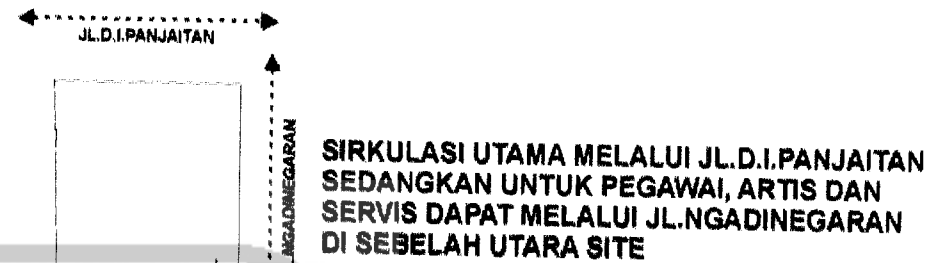 JL.D.I.PANJAITAN
NGADINEGARAN
SIRKULASI UTAMA MELALUI JL.D.I.PANJAITAN
SEDANGKAN UNTUK PEGAWAI, ARTIS DAN
SERVIS DAPAT MELALUI JL.NGADINEGARAN
DI SEBELAH UTARA SITE